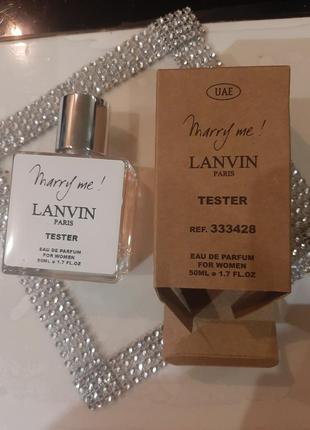 Marry me!
LANVIN
PARIS
TESTER
EAU DE PARFUM
FOR WOMEN
50ML e 1.7 FL.OZ
UAE
Marry me!
LANVIN
PARIS
TESTER
REF. 333428
EAU DE PARFUM
FOR WOMEN
50ML e 1.7 FL.OZ